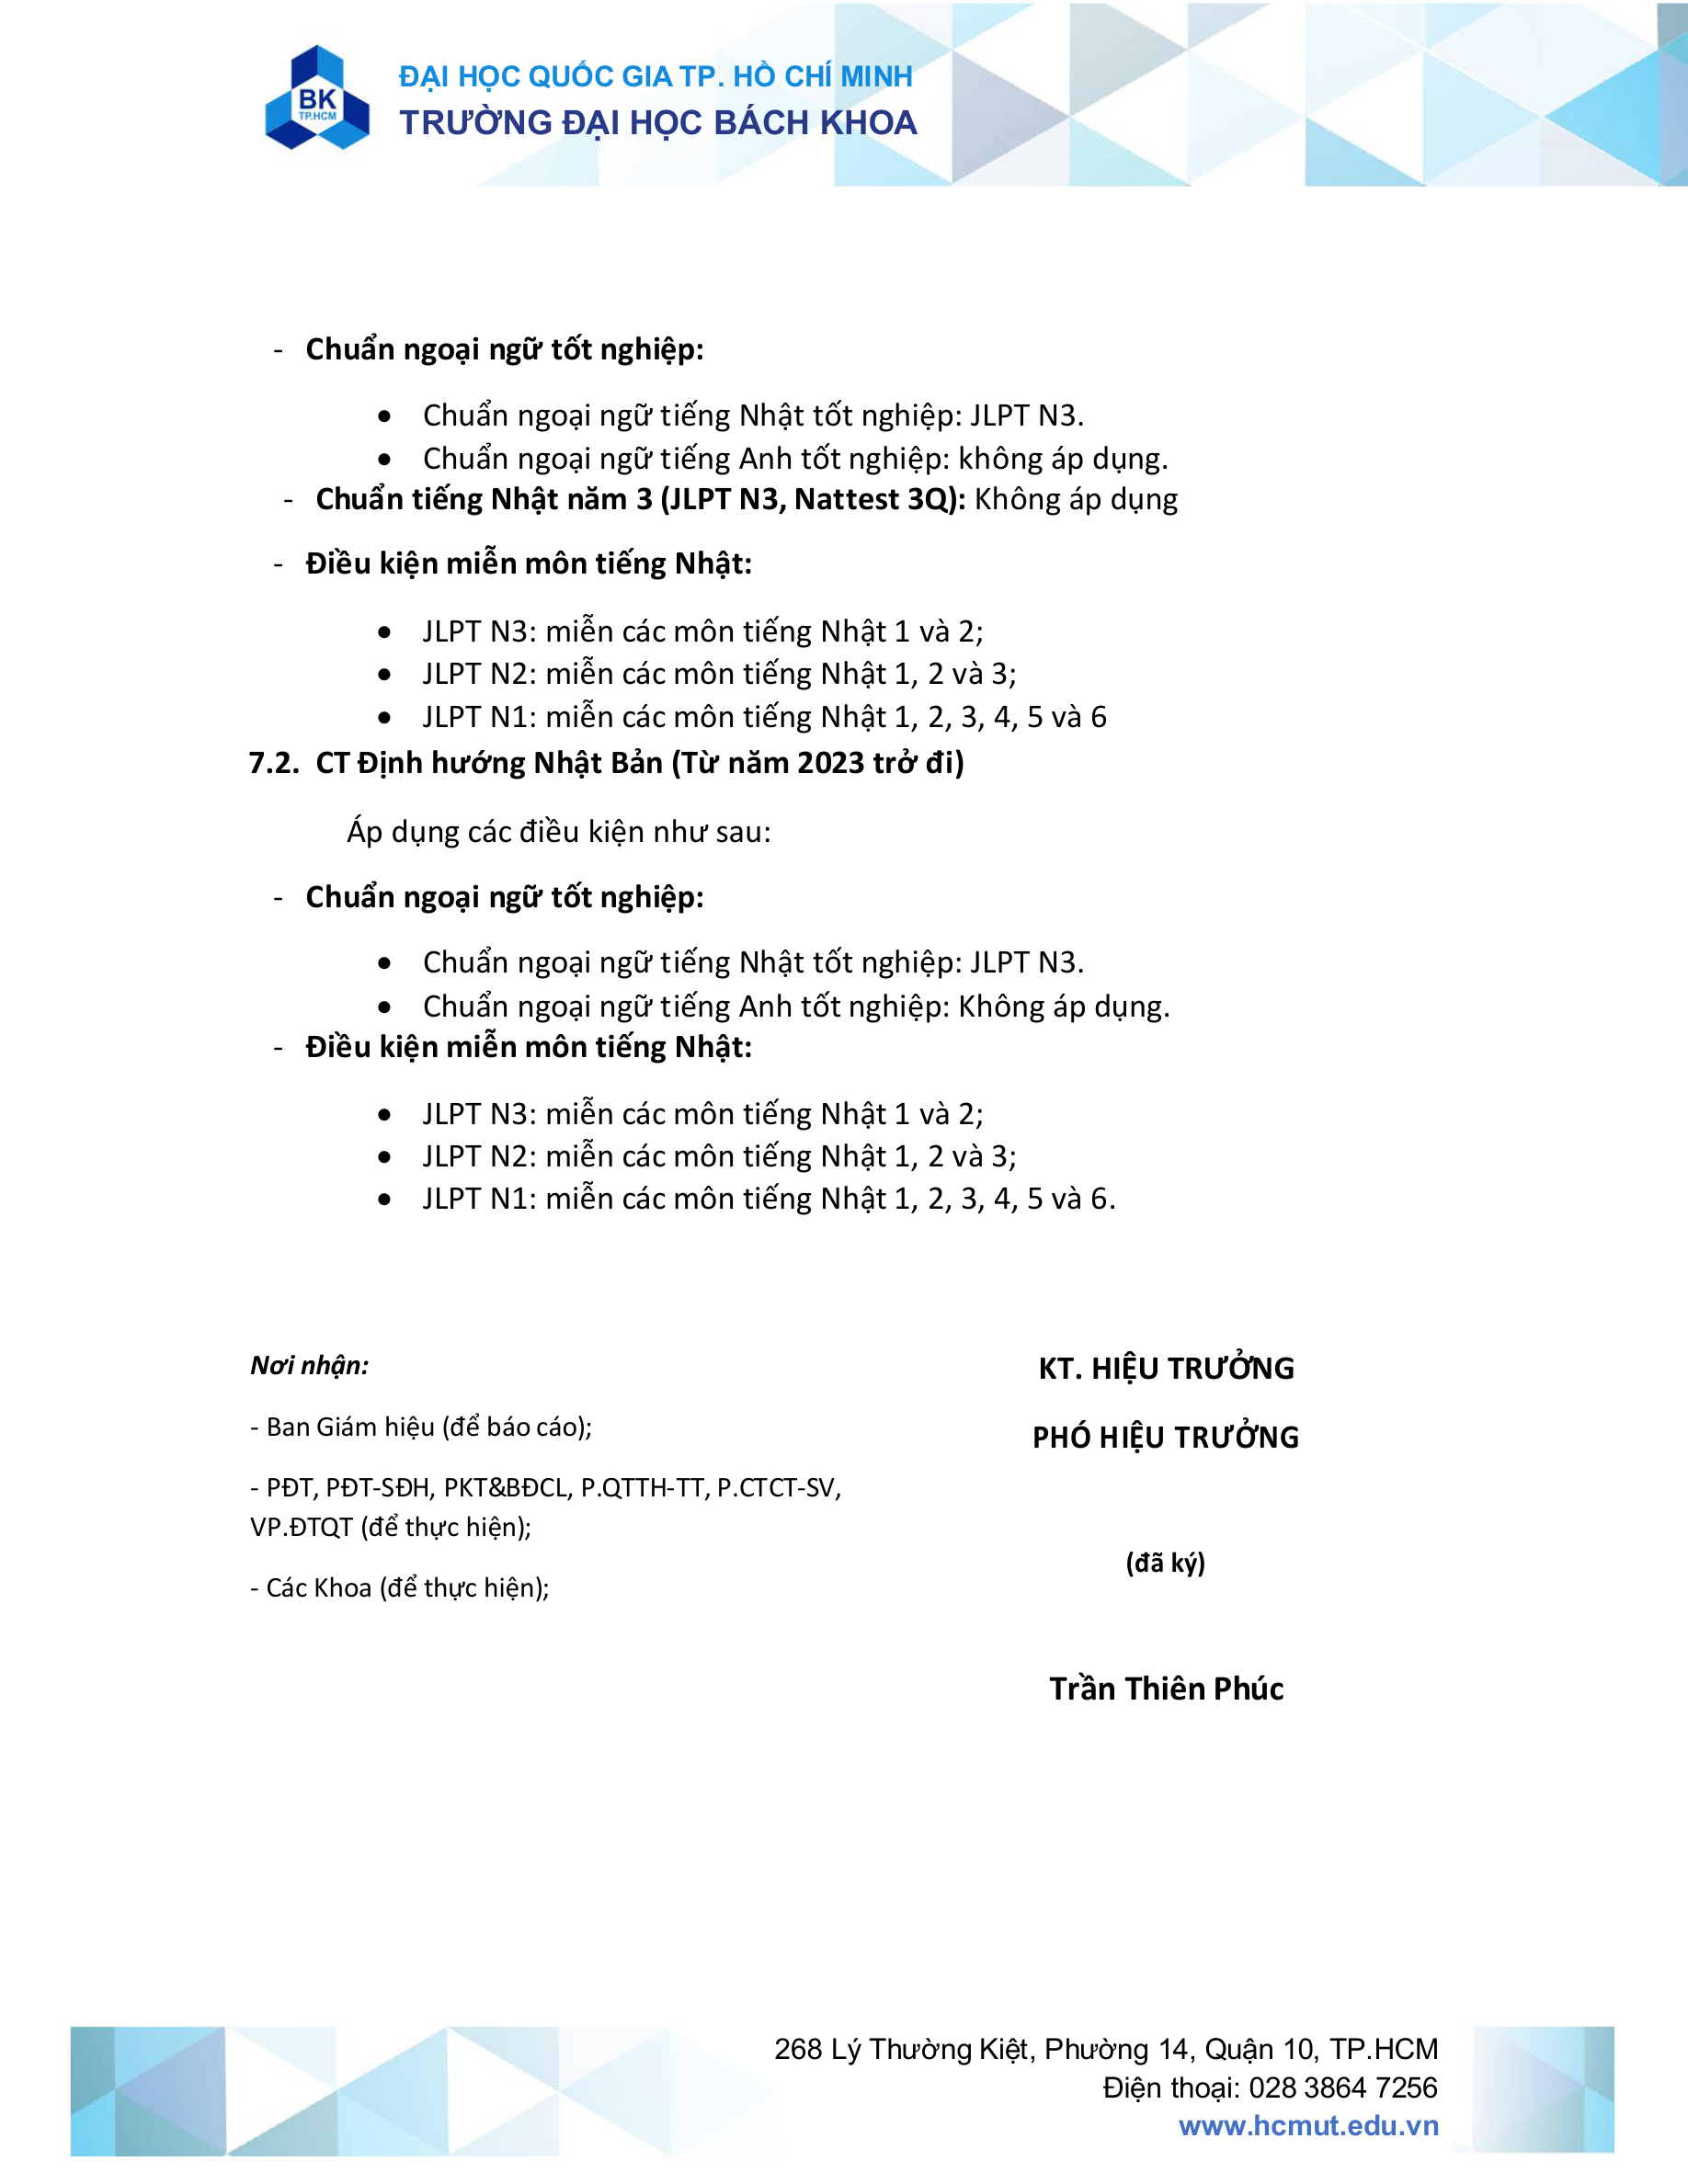 BK
TP.HCM
ĐẠI HỌC QUỐC GIA TP. HỒ CHÍ MINH
TRƯỜNG ĐẠI HỌC BÁCH KHOA
- Chuẩn ngoại ngữ tốt nghiệp:
• Chuẩn ngoại ngữ tiếng Nhật tốt nghiệp: JLPT N3.
• Chuẩn ngoại ngữ tiếng Anh tốt nghiệp: không áp dụng.
- Chuẩn tiếng Nhật năm 3 (JLPT N3, Nattest 3Q): Không áp dụng
- Điều kiện miễn môn tiếng Nhật:
• JLPT N3: miễn các môn tiếng Nhật 1 và 2;
• JLPT N2: miễn các môn tiếng Nhật 1, 2 và 3;
• JLPT N1: miễn các môn tiếng Nhật 1, 2, 3, 4, 5 và 6
7.2. CT Định hướng Nhật Bản (Từ năm 2023 trở đi)
Áp dụng các điều kiện như sau:
- Chuẩn ngoại ngữ tốt nghiệp:
• Chuẩn ngoại ngữ tiếng Nhật tốt nghiệp: JLPT N3.
• Chuẩn ngoại ngữ tiếng Anh tốt nghiệp: Không áp dụng.
- Điều kiện miễn môn tiếng Nhật:
• JLPT N3: miễn các môn tiếng Nhật 1 và 2;
• JLPT N2: miễn các môn tiếng Nhật 1, 2 và 3;
• JLPT N1: miễn các môn tiếng Nhật 1, 2, 3, 4, 5 và 6.
Nơi nhận:
- Ban Giám hiệu (để báo cáo);
- PĐT, PĐT-SĐH, PKT&BĐCL, P.QTTH-TT, P.CTCT-SV,
VP.ĐTQT (để thực hiện);
- Các Khoa (để thực hiện);
KT. HIỆU TRƯỞNG
PHÓ HIỆU TRƯỞNG
(đã ký)
Trần Thiên Phúc
268 Lý Thường Kiệt, Phường 14, Quận 10, TP.HCM
Điện thoại: 028 3864 7256
www.hcmut.edu.vn